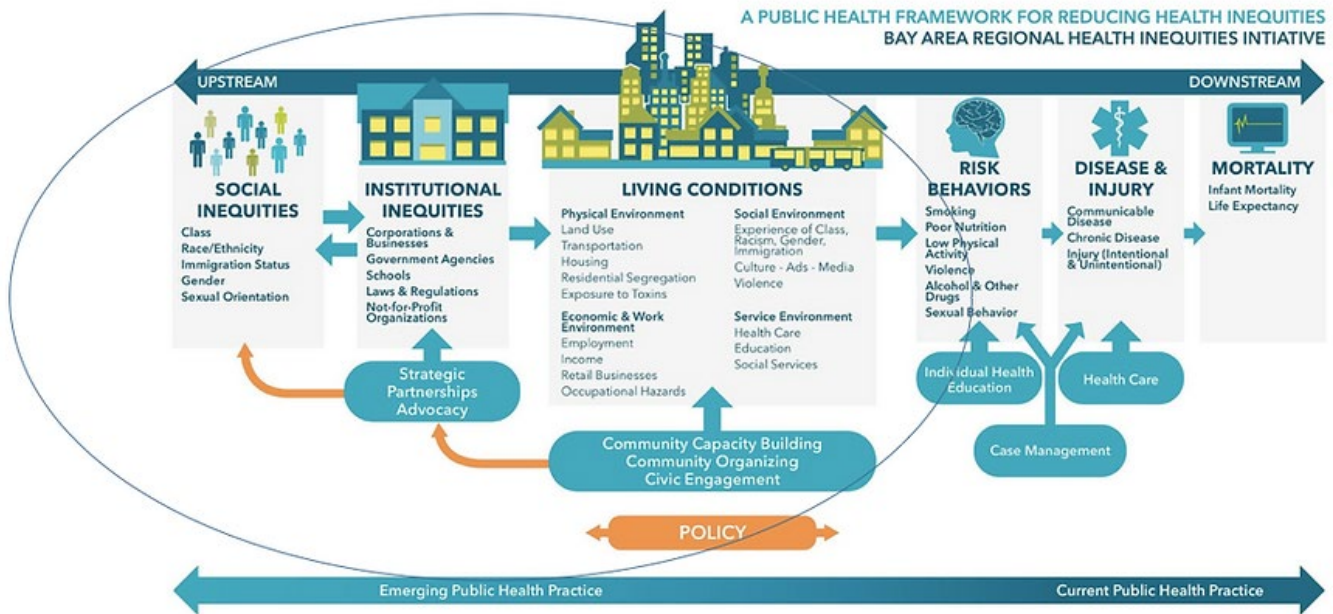 A PUBLIC HEALTH FRAMEWORK FOR REDUCING HEALTH INEQUITIES
BAY AREA REGIONAL HEALTH INEQUITIES INTIATIVE
UPSTREAM
DOWNSTREAM
SOCIAL
INEQUITIES
Class
Race/Ethnicity
Immigration Status
Gender
Sexual Orientation
INSTITUTIONAL
INEQUITIES
Corporations &
Businesses
Government Agencies
Schools
Laws & Regulations
Not-for-Profit
Organizations
LIVING CONDITIONS
Physical Environment
Land Use
Transportation
Housing
Residential Segregation
Exposure to Toxins
Economic & Work
Environment
Employment
Income
Retail Businesses
Occupational Hazards
Social Environment
Experience of Class,
Racism, Gender,
Immigration
Culture - Ads - Media
Violence
Service Environment
Health Care
Education
Social Services
RISK
BEHAVIORS
Smoking
Poor Nutrition
Low Physical
Activity
Violence
Alcohol & Other
Drugs
Sexual Behavior
DISEASE &
INJURY
Communicable
Disease
Chronic Disease
Injury (Intentional
& Unintentional)
MORTALITY
Infant Mortality
Life Expectancy
Strategic
Partnerships
Advocacy
Community Capacity Building
Community Organizing
Civic Engagement
Individual Health
Education
Health Care
Case Management
POLICY
Emerging Public Health Practice
Current Public Health Practice